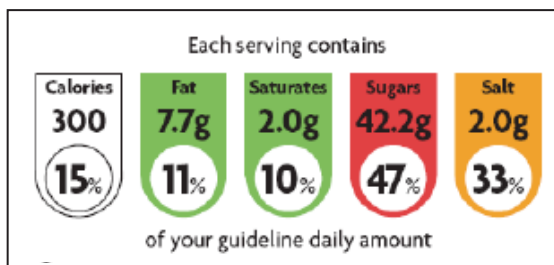 Each serving contains
Calories Fat Saturates Sugars Salt
300 7.7g 2.0g 42.2g 2.0g
15% 11% 10% 47% 33%
of your guideline daily amount